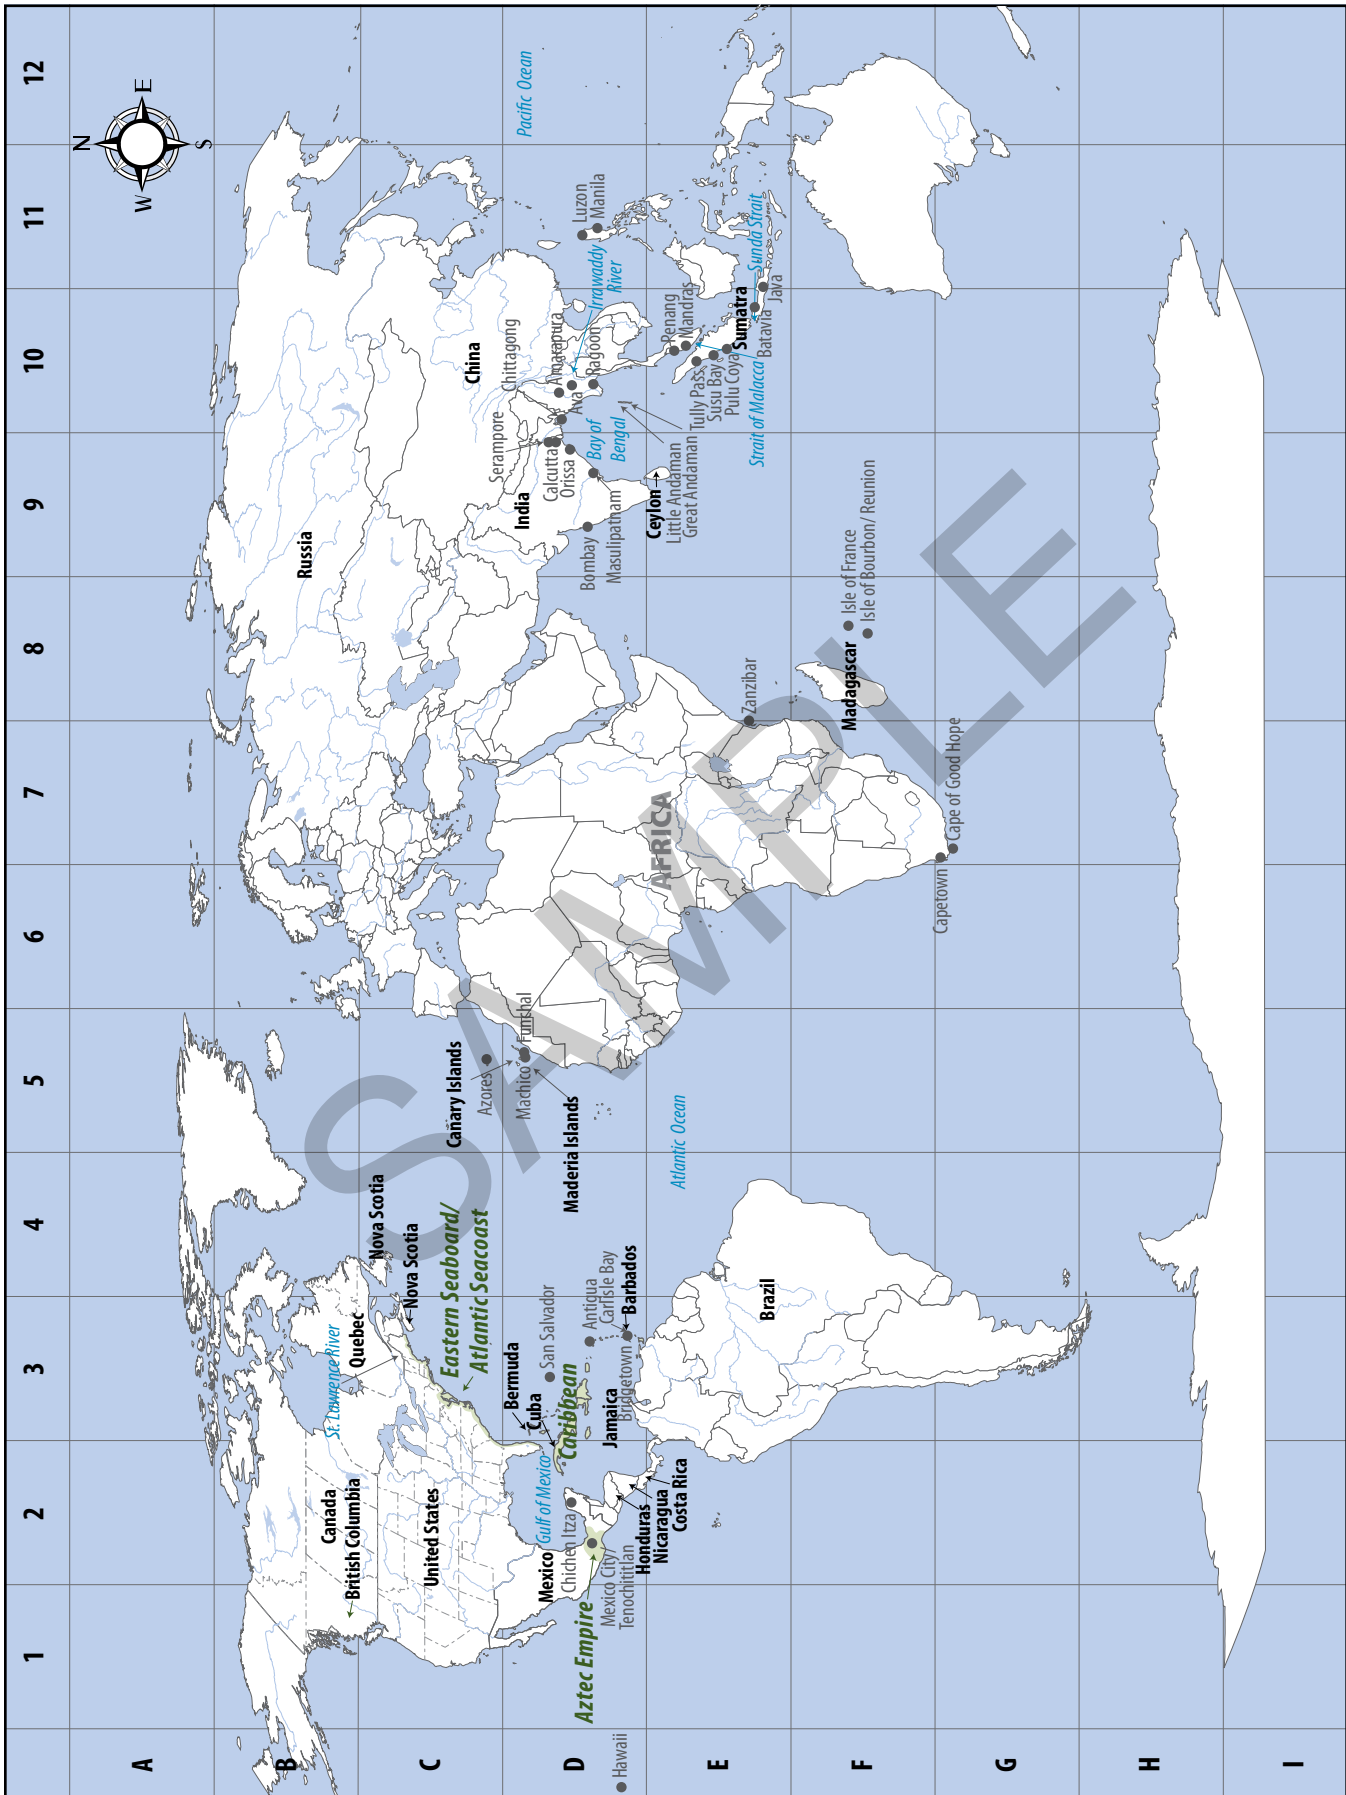 1
2
3
4
5
6
7
8
9
10
11
12
A
B
C
D
E
F
G
H
I
N
E
S
W
SAMPLE
Canada
British Columbia
United States
St. Lawrence River
Quebec
Nova Scotia
Nova Scotia
Eastern Seaboard/
Atlantic Seacoast
Bermuda
Cuba
San Salvador
Caribbean
Gulf of Mexico
Mexico
Chichen Itza
Aztec Empire
Mexico City/
Tenochititlan
Hawaii
Jamaica
Antigua
Carlisle Bay
Bridgetown
Barbados
Honduras
Nicaragua
Costa Rica
Brazil
Atlantic Ocean
Canary Islands
Azores
Machico
Funshal
Maderia Islands
AFRICA
Zanzibar
Madagascar
Isle of France
Isle of Bourbon/ Reunion
Capetown
Cape of Good Hope
Russia
China
India
Serampore
Chittagong
Calcutta
Orissa
Amatapura
Ava
Ragoon
Irrawaddy
River
Bay of
Bengal
Bombay
Masulipatnam
Ceylon
Little Andaman
Great Andaman
Luzon
Manila
Penang
Mandras
Tully Pass
Susu Bay
Pulu Coya
Sumatra
Strait of Malacca
Batavia
Java
Sunda Strait
Pacific Ocean